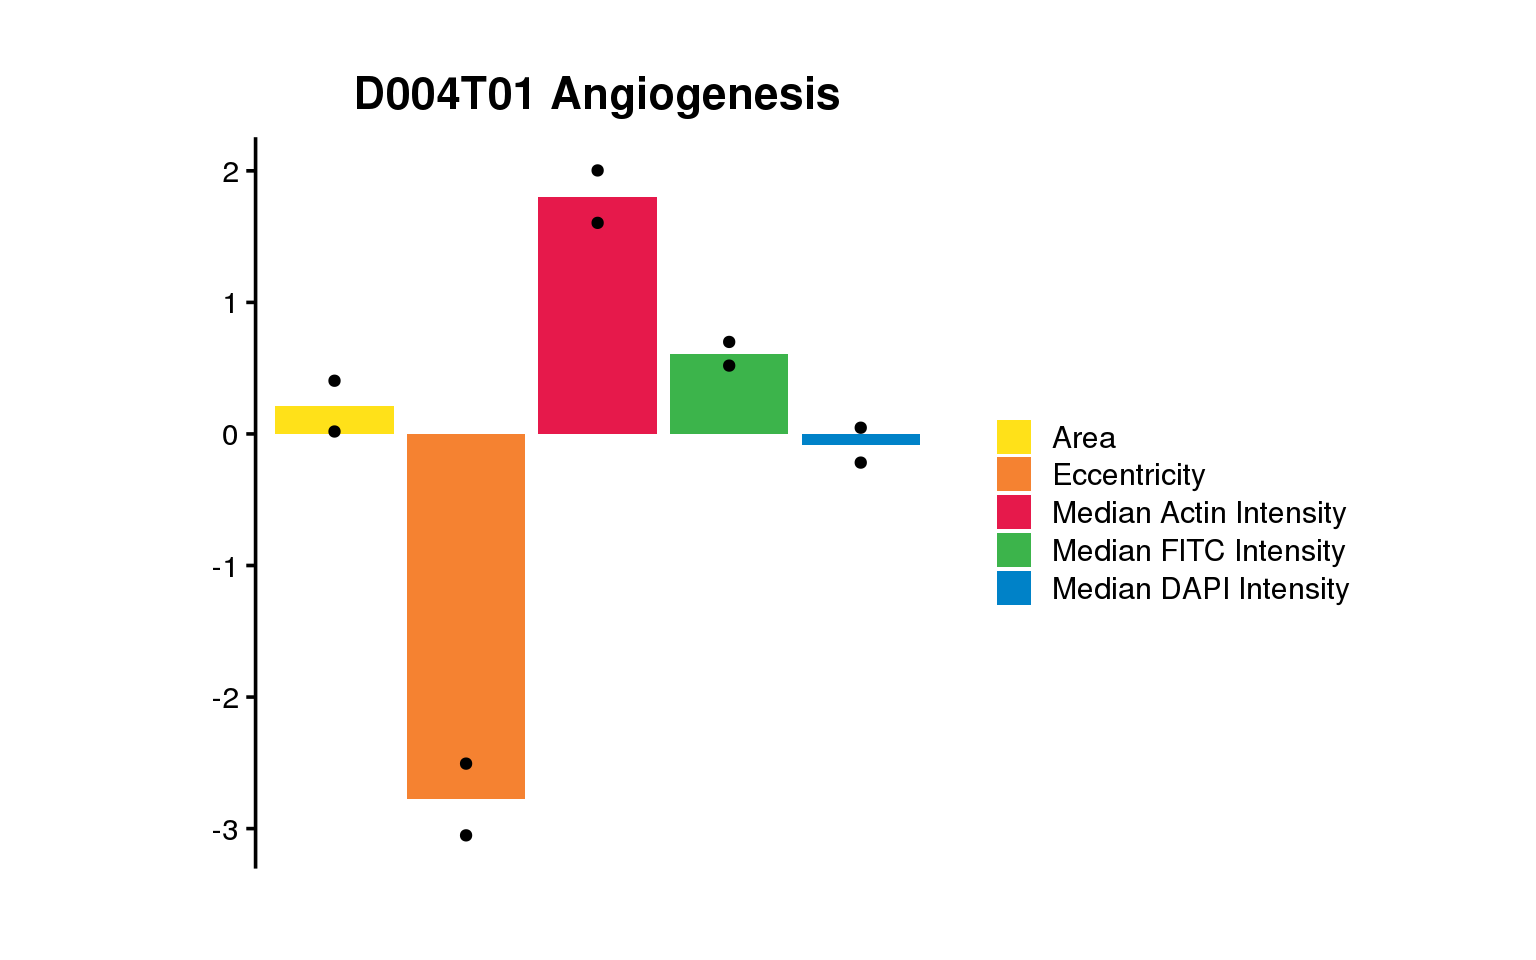 D004T01 Angiogenesis
2
1
0
-1
-2
-3
Area
Eccentricity
Median Actin Intensity
Median FITC Intensity
Median DAPI Intensity